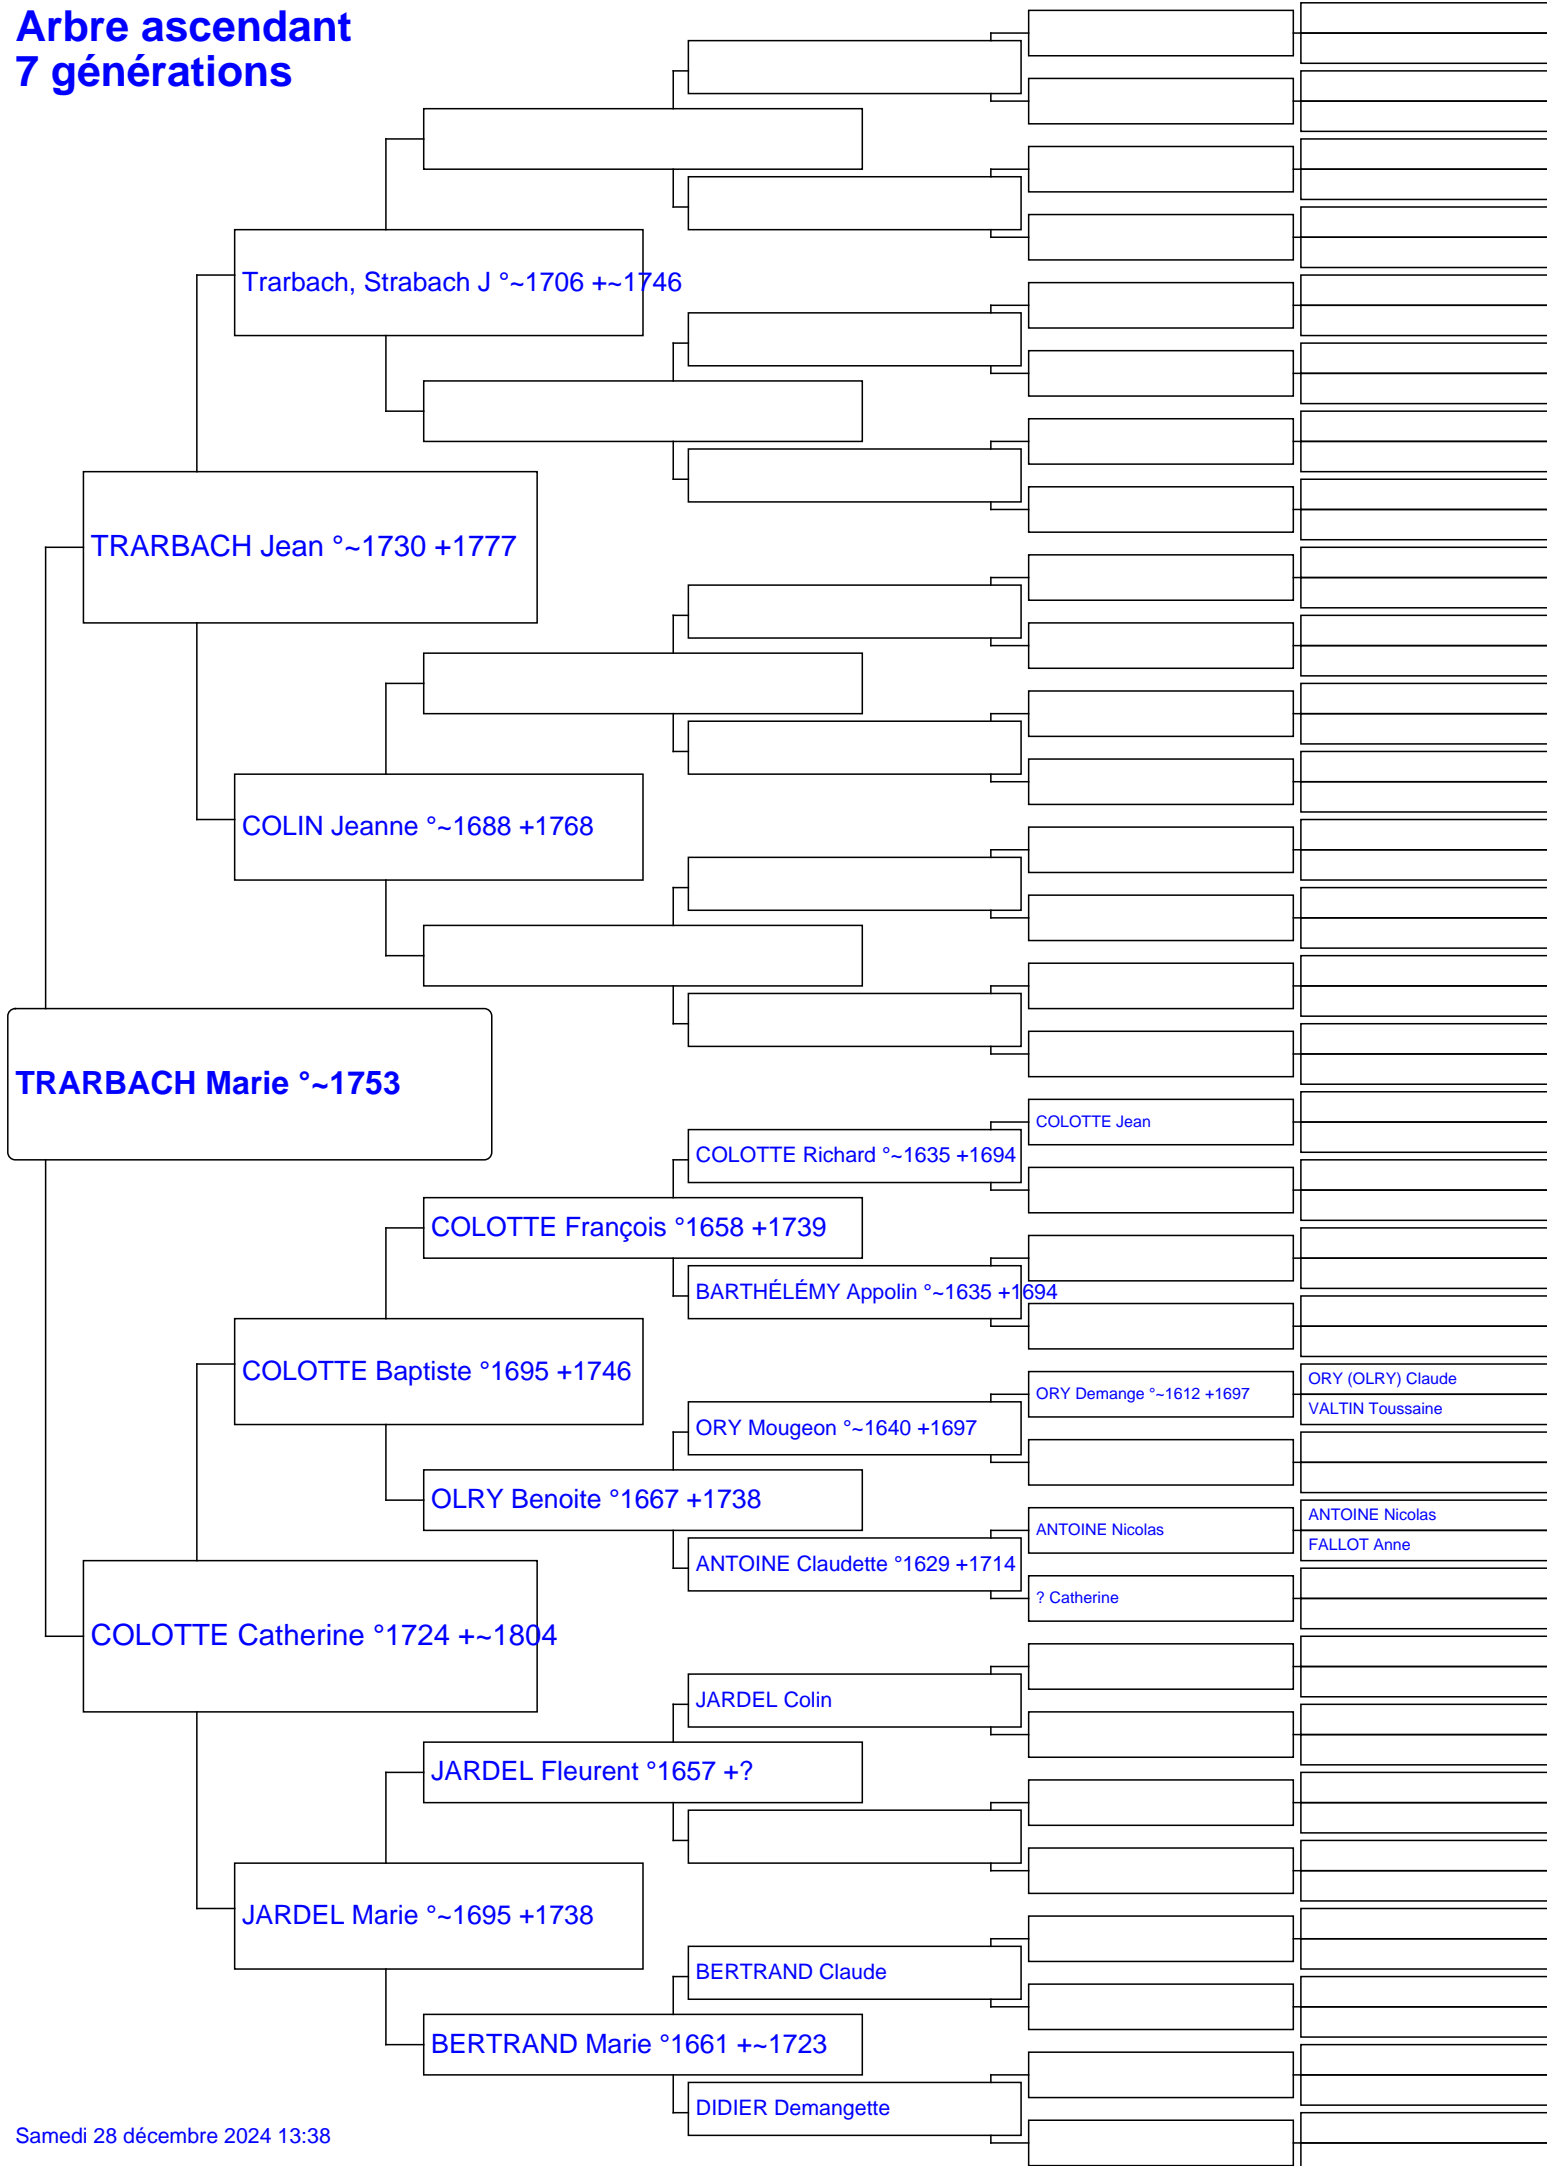 Arbre ascendant
7 générations
Trarbach, Strabach J °~1706 +~1746
TRARBACH Jean °~1730 +1777
COLIN Jeanne °~1688 +1768
TRARBACH Marie °~1753
COLOTTE Jean
COLOTTE Richard °~1635 +1694
COLOTTE François °1658 +1739
BARTHÉLÉMY Appolin °~1635 +1694
COLOTTE Baptiste °1695 +1746
ORY (OLRY) Claude
ORY Demange °~1612 +1697
VALTIN Toussaine
ORY Mougeon °~1640 +1697
OLRY Benoite °1667 +1738
ANTOINE Nicolas
ANTOINE Nicolas
FALLOT Anne
ANTOINE Claudette °1629 +1714
? Catherine
COLOTTE Catherine °1724 +~1804
JARDEL Colin
JARDEL Fleurent °1657 +?
JARDEL Marie °~1695 +1738
BERTRAND Claude
BERTRAND Marie °1661 +~1723
DIDIER Demangette
Samedi 28 décembre 2024 13:38